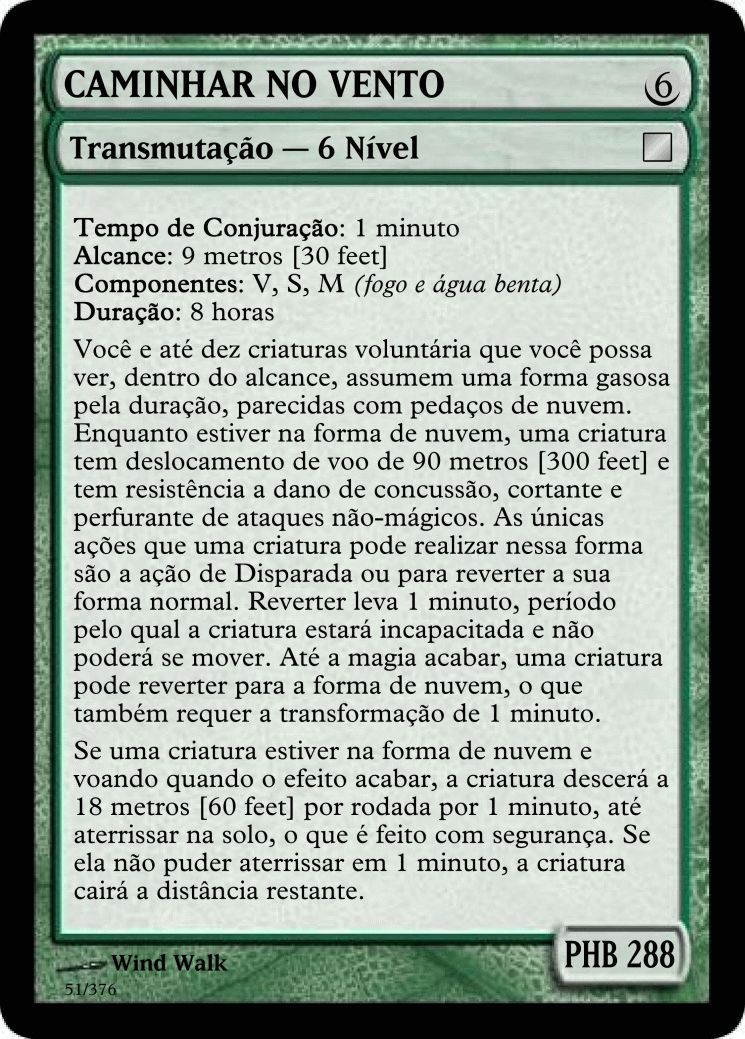 CAMINHAR NO VENTO 6
Transmutação — 6 Nível
Tempo de Conjuração: 1 minuto
Alcance: 9 metros [30 feet]
Componentes: V, S, M (fogo e água benta)
Duração: 8 horas
Você e até dez criaturas voluntária que você possa
ver, dentro do alcance, assumem uma forma gasosa
pela duração, parecidas com pedaços de nuvem.
Enquanto estiver na forma de nuvem, uma criatura
tem deslocamento de voo de 90 metros [300 feet] e
tem resistência a dano de concussão, cortante e
perfurante de ataques não-mágicos. As únicas
ações que uma criatura pode realizar nessa forma
são a ação de Disparada ou para reverter a sua
forma normal. Reverter leva 1 minuto, período
pelo qual a criatura estará incapacitada e não
poderá se mover. Até a magia acabar, uma criatura
pode reverter para a forma de nuvem, o que
também requer a transformação de 1 minuto.
Se uma criatura estiver na forma de nuvem e
voando quando o efeito acabar, a criatura descerá a
18 metros [60 feet] por rodada por 1 minuto, até
aterrissar na solo, o que é feito com segurança. Se
ela não puder aterrissar em 1 minuto, a criatura
cairá a distância restante.
PHB 288
Wind Walk
51/376